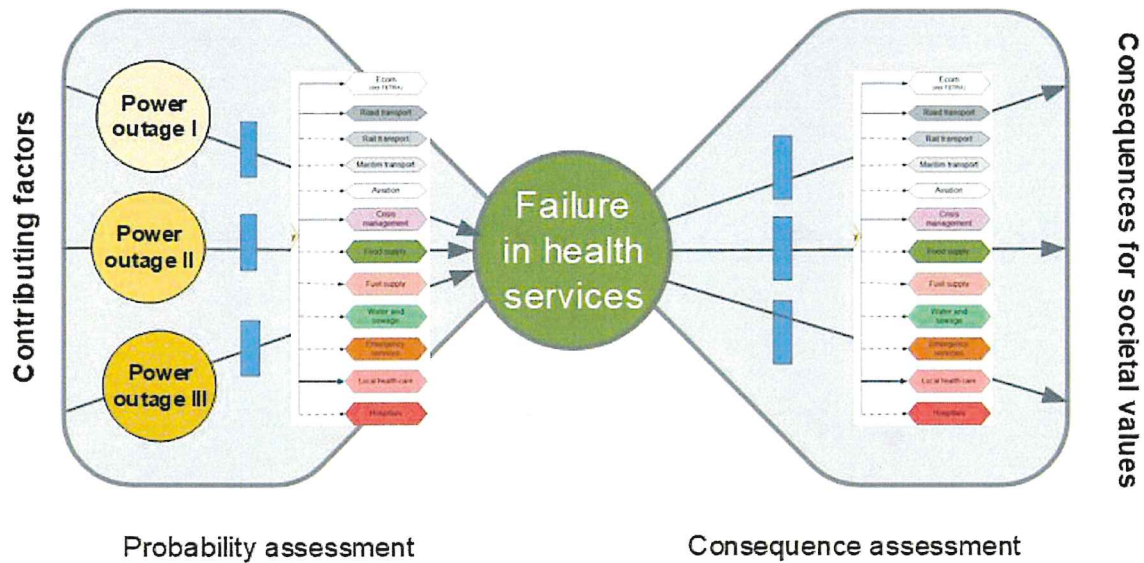 Contributing factors
Power
outage I
Power
outage II
Power
outage III
Ecom
Road transport
Rail transport
Maritim transport
Aviation
Crisis
management
Food supply
Fuel supply
Water and
sewage
Emergency
services
Local health care
Hospitals
Failure
in health
services
Ecom
Road transport
Rail transport
Maritim transport
Aviation
Crisis
management
Food supply
Fuel supply
Water and
sewage
Emergency
services
Local health care
Hospitals
Consequences for societal values
Probability assessment
Consequence assessment